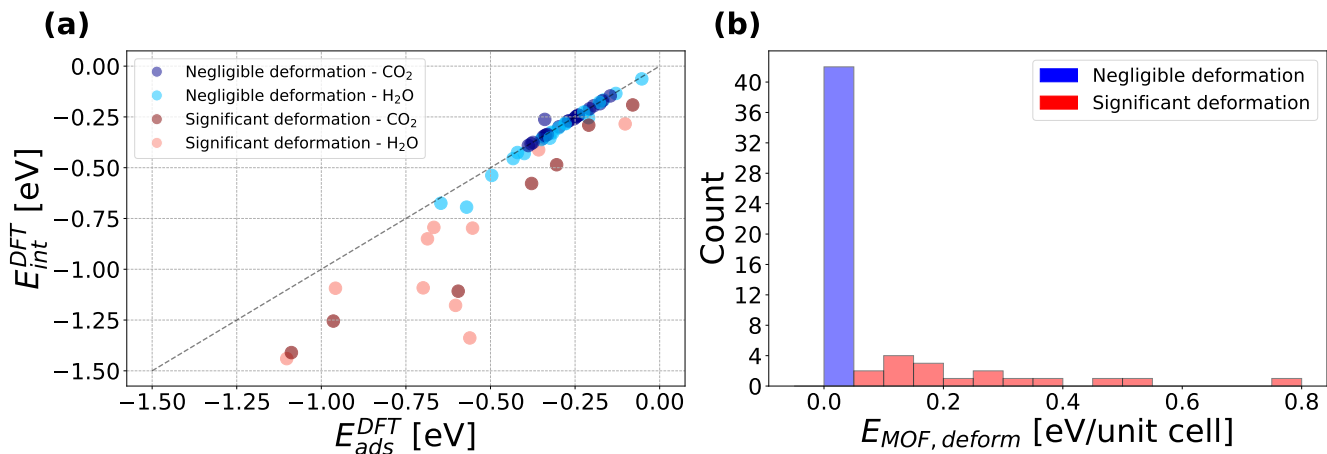 (a)
0.00
−0.25
−0.50
−0.75
−1.00
−1.25
−1.50
E_int^DFT [eV]
Negligible deformation - CO₂
Negligible deformation - H₂O
Significant deformation - CO₂
Significant deformation - H₂O
−1.50 −1.25 −1.00 −0.75 −0.50 −0.25 0.00
E_ads^DFT [eV]
(b)
40
36
32
28
24
20
16
12
8
4
0
Count
Negligible deformation
Significant deformation
0.0 0.2 0.4 0.6 0.8
E_MOF, deform [eV/unit cell]